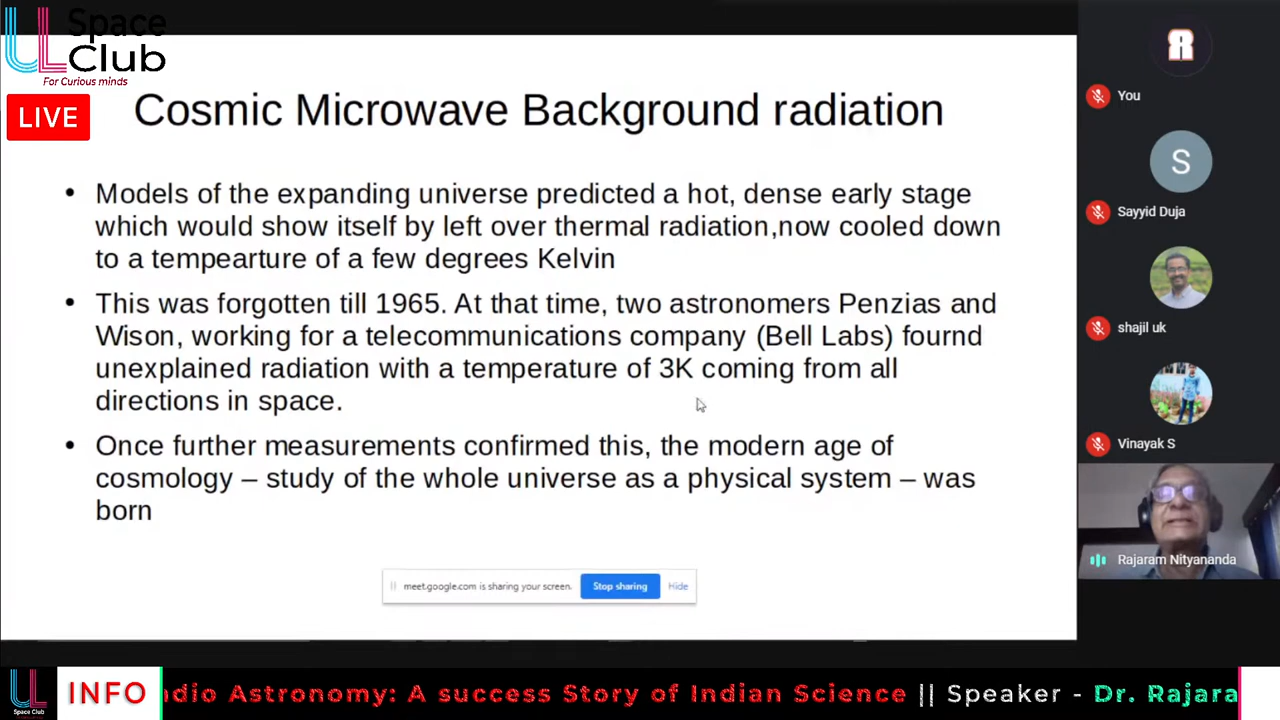 UL Space
Club
For Curious minds
LIVE
Cosmic Microwave Background radiation
• Models of the expanding universe predicted a hot, dense early stage
which would show itself by left over thermal radiation,now cooled down
to a tempearture of a few degrees Kelvin
• This was forgotten till 1965. At that time, two astronomers Penzias and
Wison, working for a telecommunications company (Bell Labs) fournd
unexplained radiation with a temperature of 3K coming from all
directions in space.
• Once further measurements confirmed this, the modern age of
cosmology – study of the whole universe as a physical system – was
born
meet.google.com is sharing your screen. Stop sharing Hide
R
You
S
Sayyid Duja
shajil uk
Vinayak S
Rajaram Nityananda
UL
Space Club
INFO
dio Astronomy: A success Story of Indian Science || Speaker - Dr. Rajara